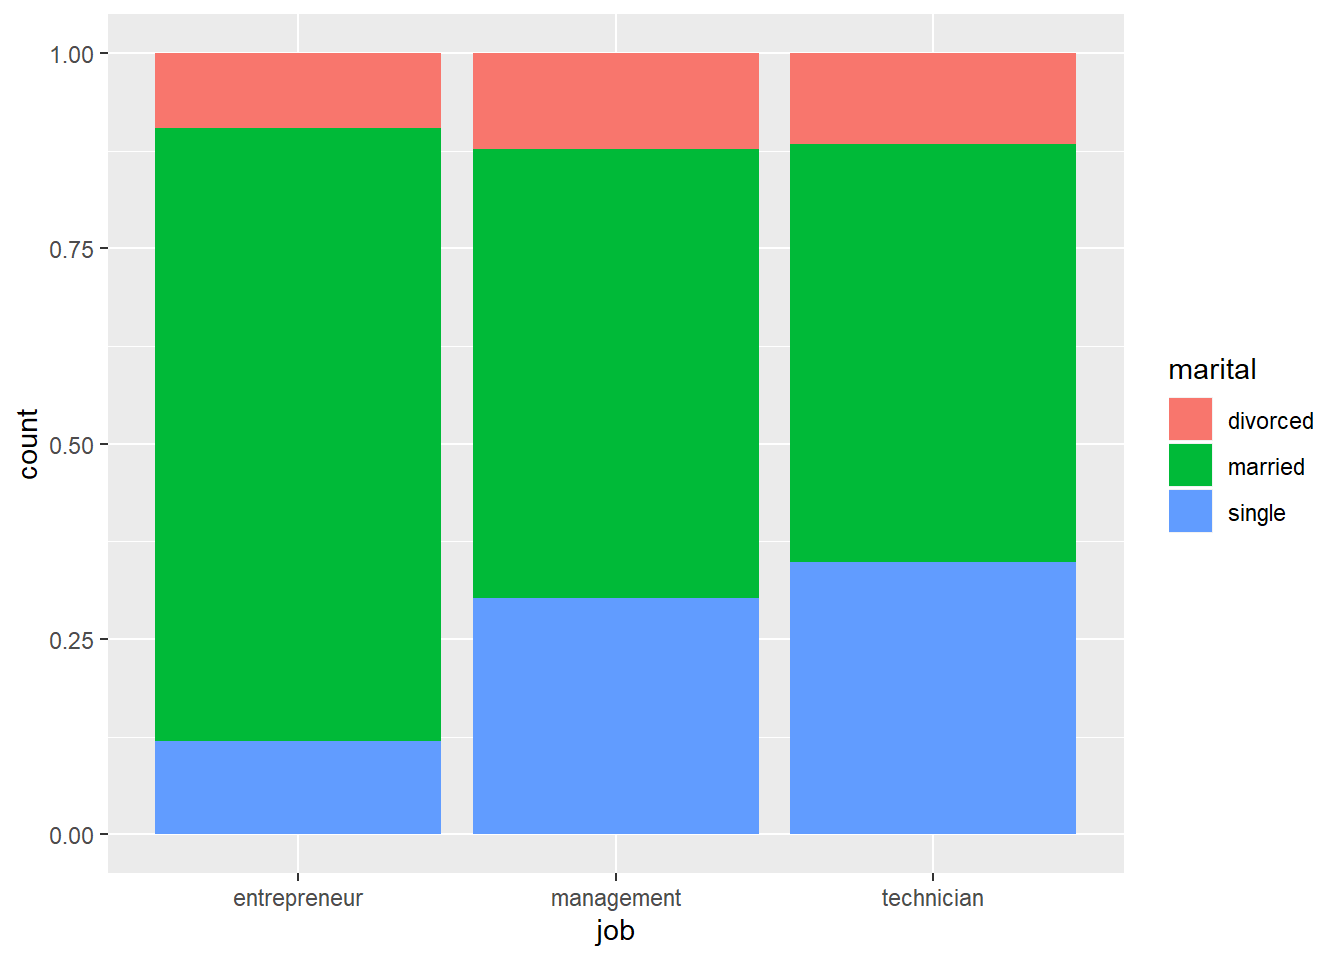 1.00
0.75
0.50
0.25
0.00
count
entrepreneur management technician
job
marital
divorced
married
single